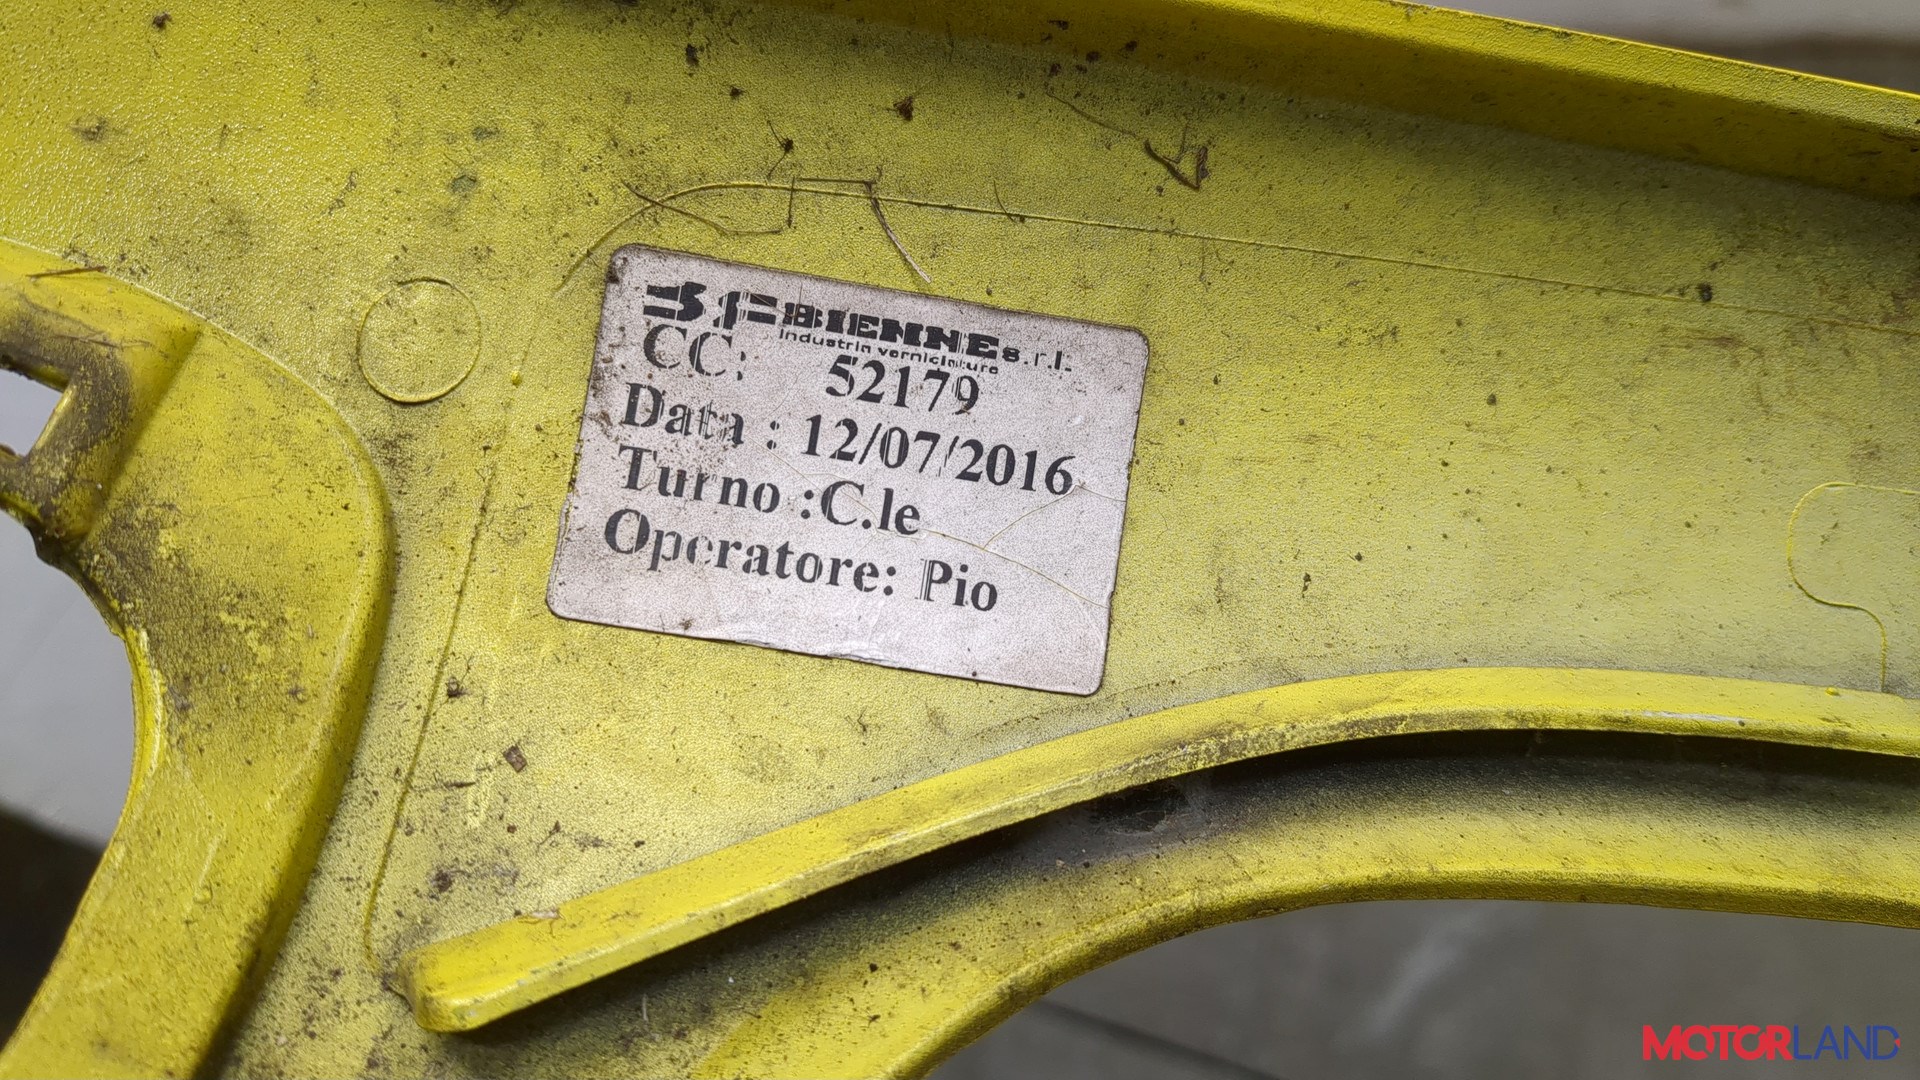 BIENNE s.r.l.
industria verniciature
CC: 52179
Data : 12/07/2016
Turno :C.le
Operatore: Pio
MOTORLAND